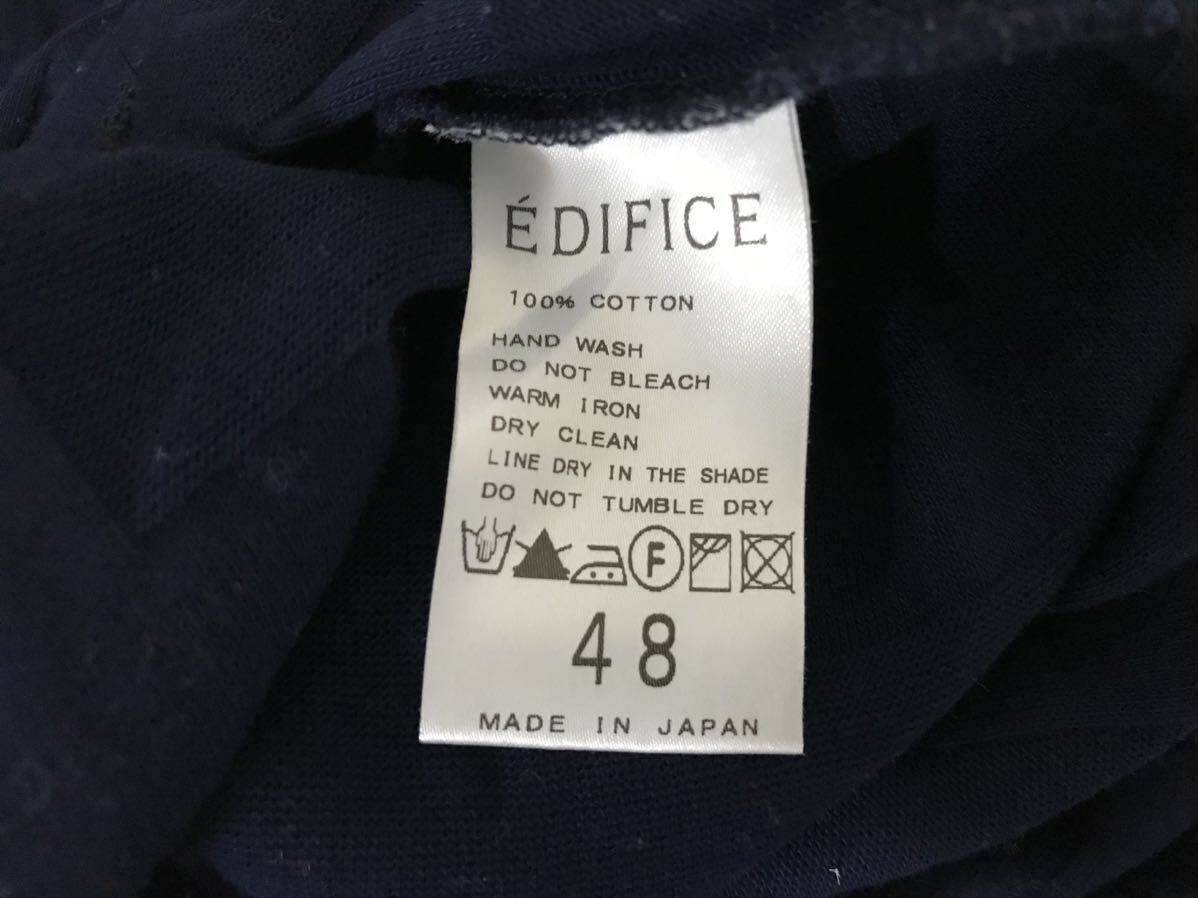 ÉDIFICE
100% COTTON
HAND WASH
DO NOT BLEACH
WARM IRON
DRY CLEAN
LINE DRY IN THE SHADE
DO NOT TUMBLE DRY
F
48
MADE IN JAPAN